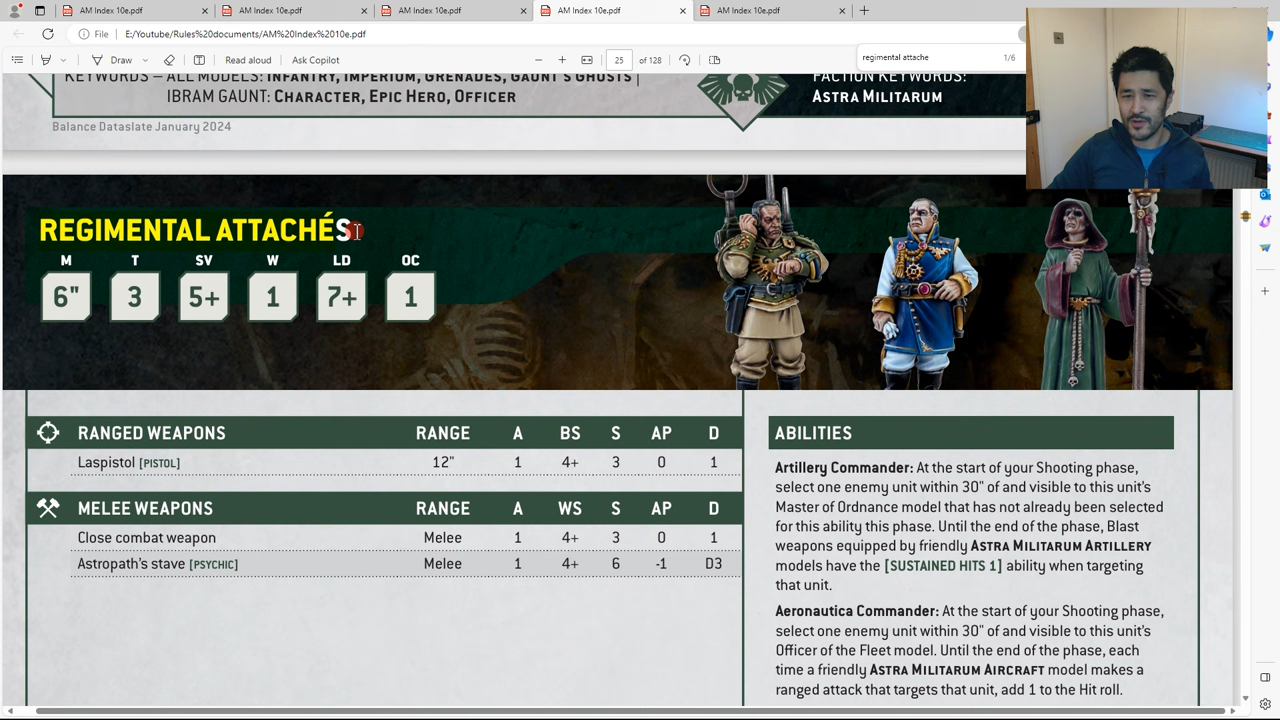 AM Index 10e.pdf
AM Index 10e.pdf
AM Index 10e.pdf
AM Index 10e.pdf
AM Index 10e.pdf
File
E:/Youtube/Rules%20documents/AM%20Index%2010e.pdf
Draw
Read aloud
Ask Copilot
25 of 128
regimental attache
1/6
KEYWORDS – ALL MODELS: INFANTRY, IMPERIUM, GRENADES, GAUNT'S GHOSTS |
IBRAM GAUNT: CHARACTER, EPIC HERO, OFFICER
FACTION KEYWORDS:
ASTRA MILITARUM
Balance Dataslate January 2024
REGIMENTAL ATTACHÉS
M T SV W LD OC
6" 3 5+ 1 7+ 1
RANGED WEAPONS RANGE A BS S AP D
Laspistol [PISTOL] 12" 1 4+ 3 0 1
MELEE WEAPONS RANGE A WS S AP D
Close combat weapon Melee 1 4+ 3 0 1
Astropath's stave [PSYCHIC] Melee 1 4+ 6 -1 D3
ABILITIES
Artillery Commander: At the start of your Shooting phase,
select one enemy unit within 30" of and visible to this unit's
Master of Ordnance model that has not already been selected
for this ability this phase. Until the end of the phase, Blast
weapons equipped by friendly ASTRA MILITARUM ARTILLERY
models have the [SUSTAINED HITS 1] ability when targeting
that unit.
Aeronautica Commander: At the start of your Shooting phase,
select one enemy unit within 30" of and visible to this unit's
Officer of the Fleet model. Until the end of the phase, each
time a friendly ASTRA MILITARUM AIRCRAFT model makes a
ranged attack that targets that unit, add 1 to the Hit roll.